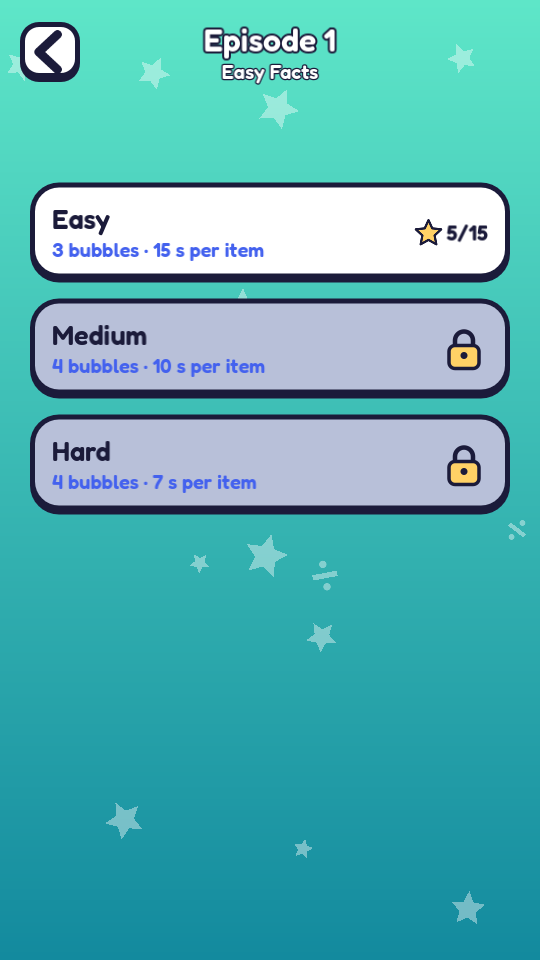 Episode 1
Easy Facts
Easy
3 bubbles · 15 s per item
5/15
Medium
4 bubbles · 10 s per item
Hard
4 bubbles · 7 s per item